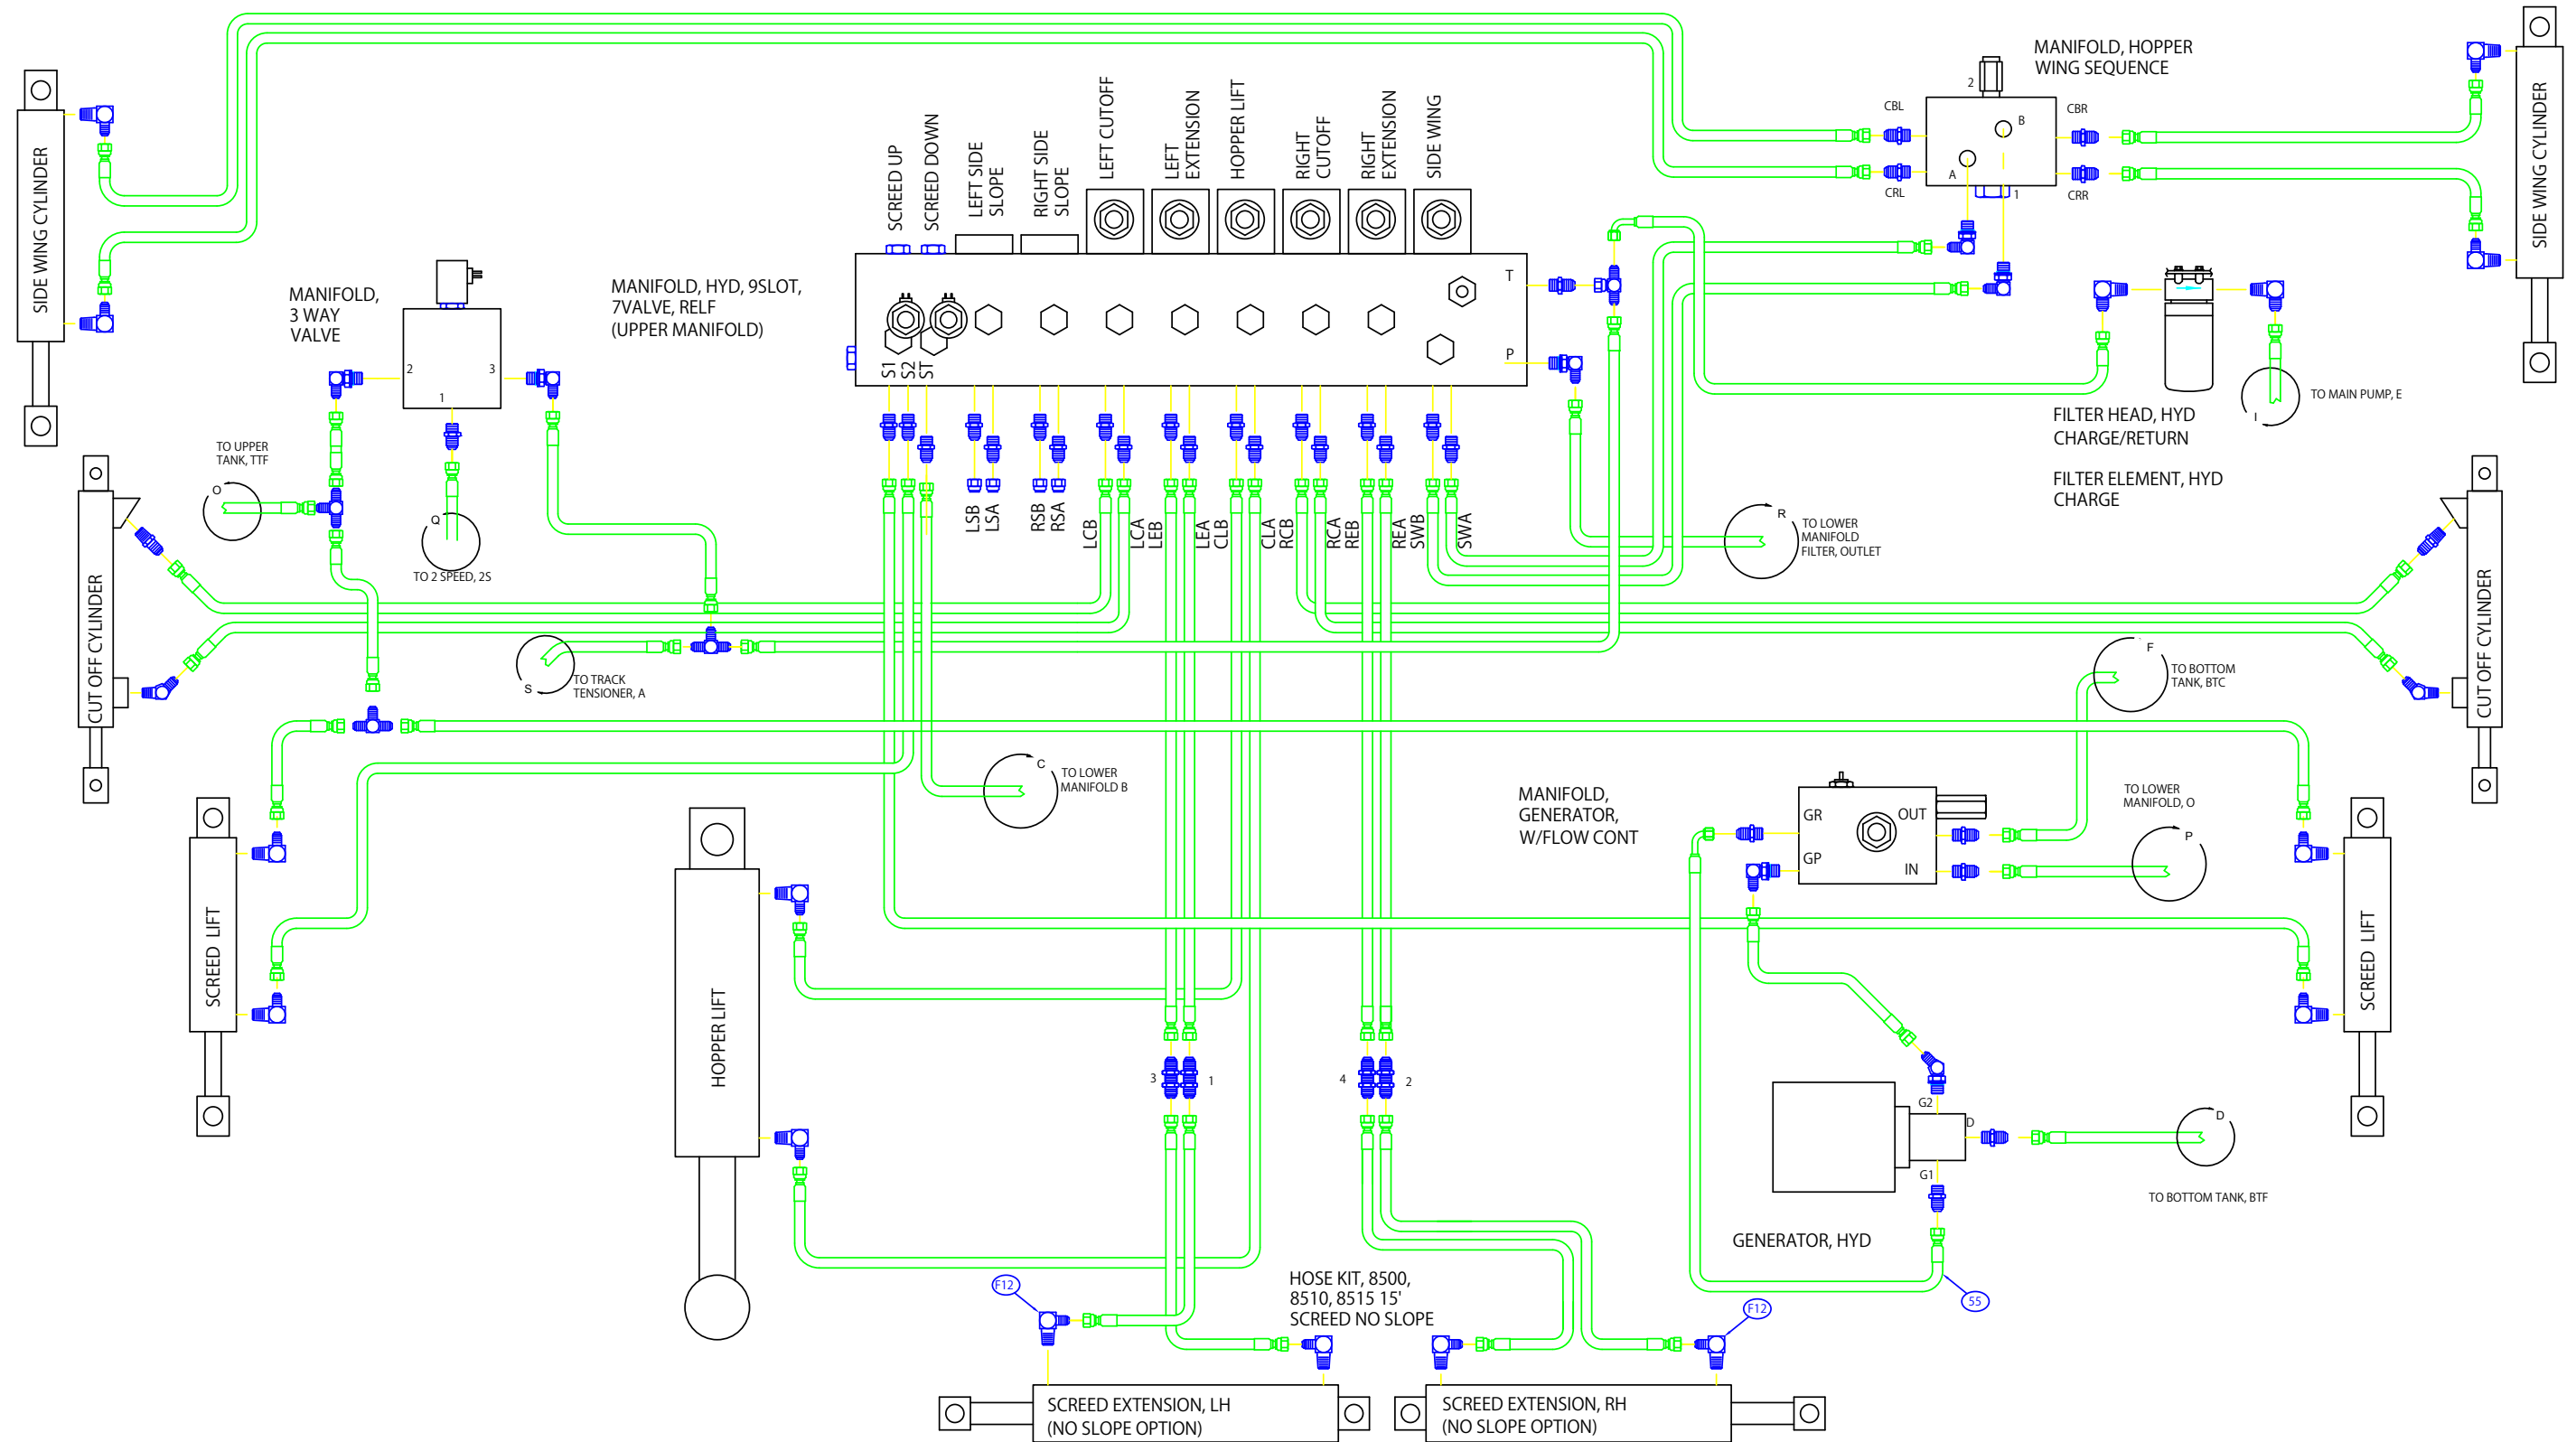 MANIFOLD, HOPPER
WING SEQUENCE
2
CBL
CBR
B
A
CRL
1
CRR
SIDE WING CYLINDER
SIDE WING CYLINDER
SCREED UP
SCREED DOWN
LEFT SIDE
SLOPE
RIGHT SIDE
SLOPE
LEFT CUTOFF
LEFT
EXTENSION
HOPPER LIFT
RIGHT
CUTOFF
RIGHT
EXTENSION
SIDE WING
MANIFOLD,
3 WAY
VALVE
2
3
1
MANIFOLD, HYD, 9SLOT,
7VALVE, RELF
(UPPER MANIFOLD)
T
P
S1
S2
ST
TO MAIN PUMP, E
I
FILTER HEAD, HYD
CHARGE/RETURN
FILTER ELEMENT, HYD
CHARGE
TO UPPER
TANK, TTF
O
Q
TO 2 SPEED, 2S
LSB
LSA
RSB
RSA
LCB
LCA
LEB
LEA
CLB
CLA
RCB
RCA
REB
REA
SWB
SWA
R
TO LOWER
MANIFOLD
FILTER, OUTLET
CUT OFF CYLINDER
CUT OFF CYLINDER
S
TO TRACK
TENSIONER, A
F
TO BOTTOM
TANK, BTC
C
TO LOWER
MANIFOLD B
MANIFOLD,
GENERATOR,
W/FLOW CONT
GR
OUT
GP
IN
TO LOWER
MANIFOLD, O
P
SCREED LIFT
HOPPER LIFT
SCREED LIFT
3
1
4
2
G2
D
G1
D
TO BOTTOM TANK, BTF
GENERATOR, HYD
F12
HOSE KIT, 8500,
8510, 8515 15'
SCREED NO SLOPE
55
F12
SCREED EXTENSION, LH
(NO SLOPE OPTION)
SCREED EXTENSION, RH
(NO SLOPE OPTION)